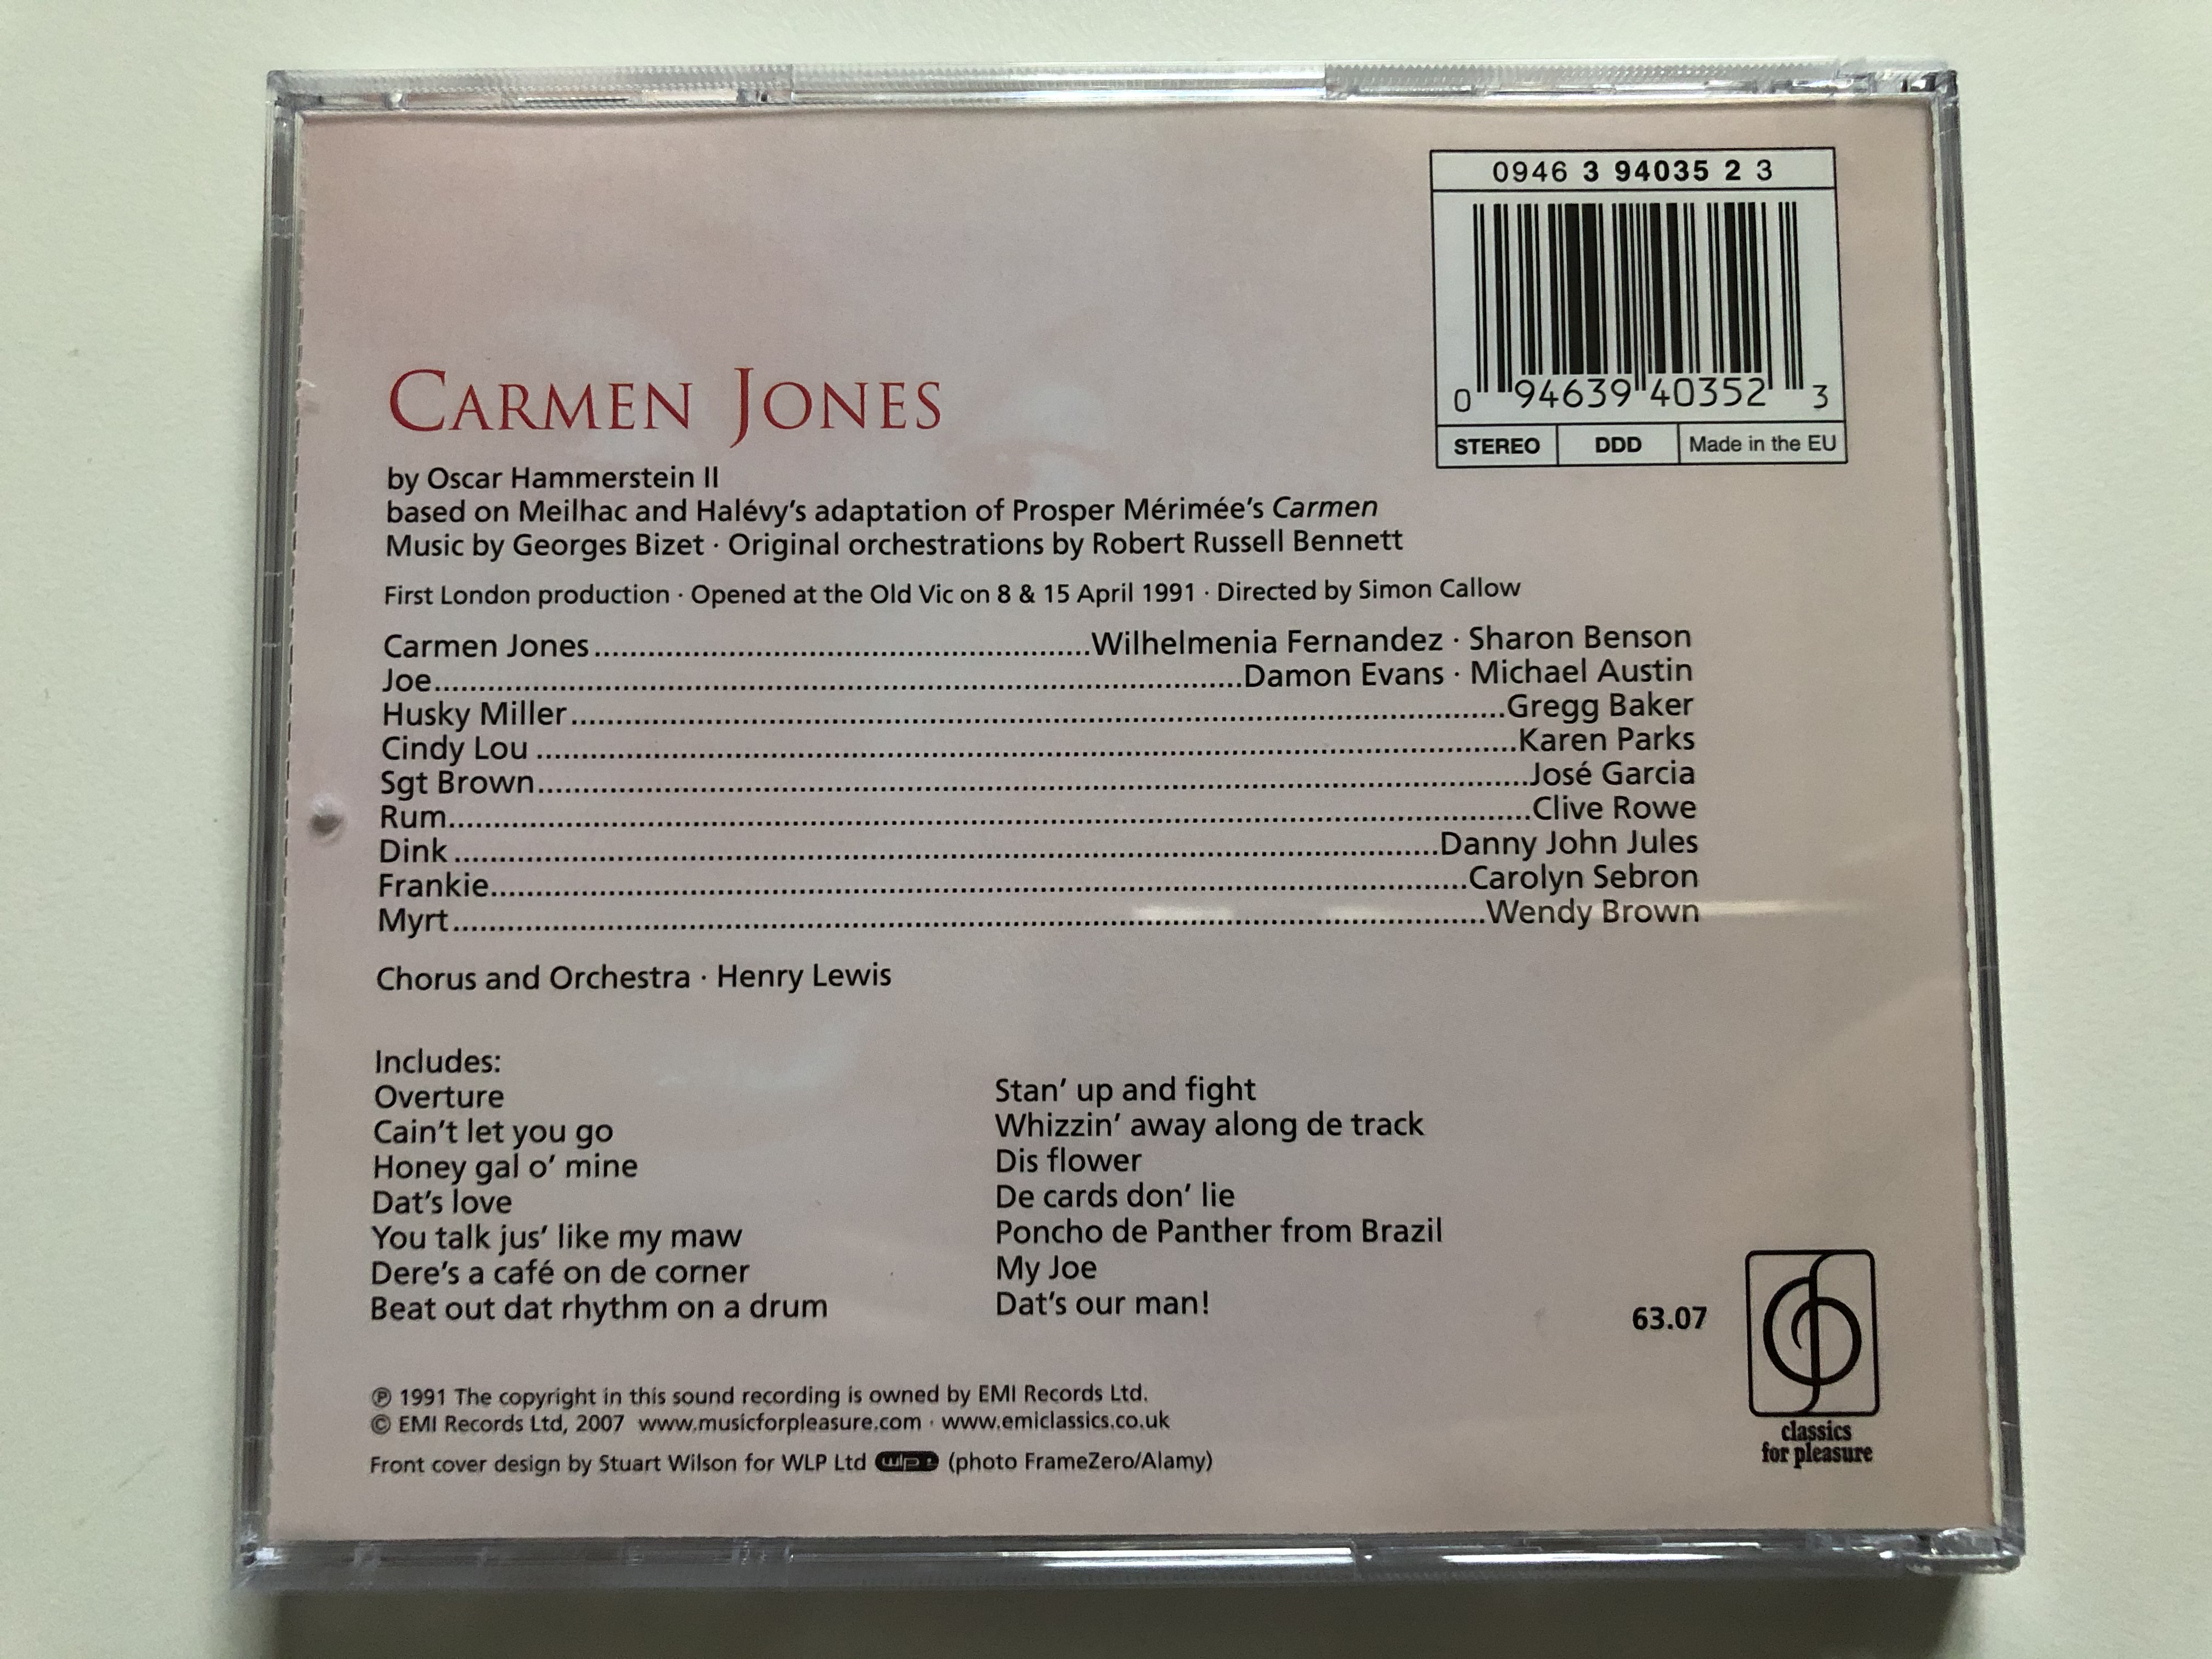 0946 3 94035 2 3
0 94639 40352 3
STEREO DDD Made in the EU
CARMEN JONES
by Oscar Hammerstein II
based on Meilhac and Halévy's adaptation of Prosper Mérimée's Carmen
Music by Georges Bizet · Original orchestrations by Robert Russell Bennett
First London production · Opened at the Old Vic on 8 & 15 April 1991 · Directed by Simon Callow
Carmen Jones....................Wilhelmenia Fernandez · Sharon Benson
Joe....................Damon Evans · Michael Austin
Husky Miller....................Gregg Baker
Cindy Lou ....................Karen Parks
Sgt Brown....................José Garcia
Rum....................Clive Rowe
Dink ....................Danny John Jules
Frankie....................Carolyn Sebron
Myrt....................Wendy Brown
Chorus and Orchestra · Henry Lewis
Includes:
Overture
Cain't let you go
Honey gal o' mine
Dat's love
You talk jus' like my maw
Dere's a café on de corner
Beat out dat rhythm on a drum
Stan' up and fight
Whizzin' away along de track
Dis flower
De cards don' lie
Poncho de Panther from Brazil
My Joe
Dat's our man!
63.07
classics
for pleasure
℗ 1991 The copyright in this sound recording is owned by EMI Records Ltd.
© EMI Records Ltd, 2007 www.musicforpleasure.com · www.emiclassics.co.uk
Front cover design by Stuart Wilson for WLP Ltd wlp (photo FrameZero/Alamy)